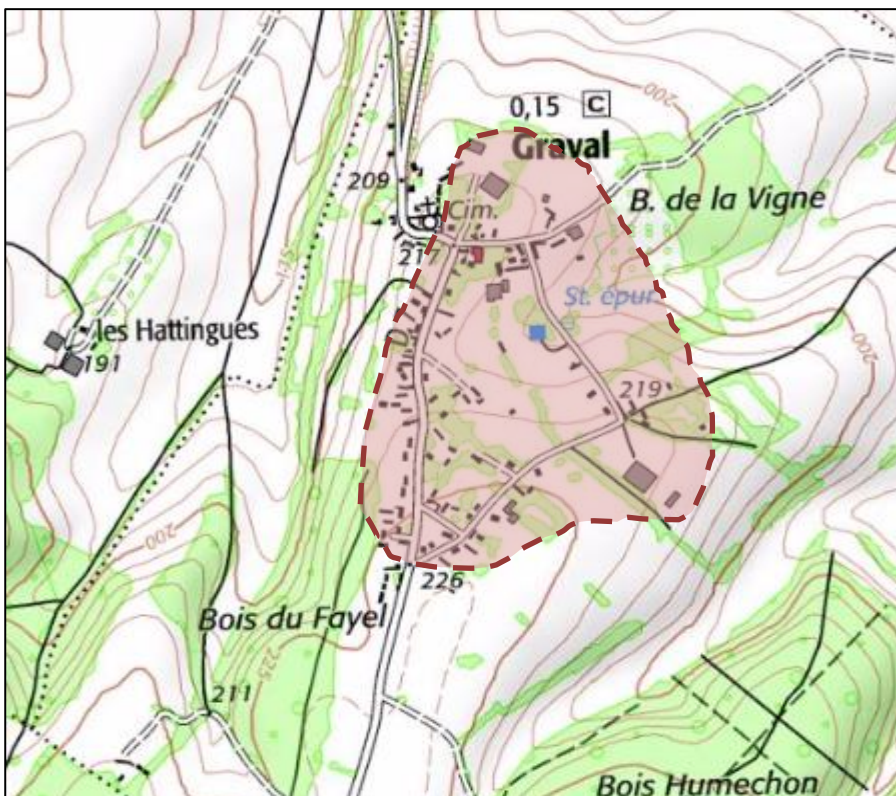 0,15 C
200
Graval
B. de la Vigne
209
Cim.
217
St. épur.
les Hattingues
191
219
200
200
226
Bois du Fayel
225
211
Bois Humechon